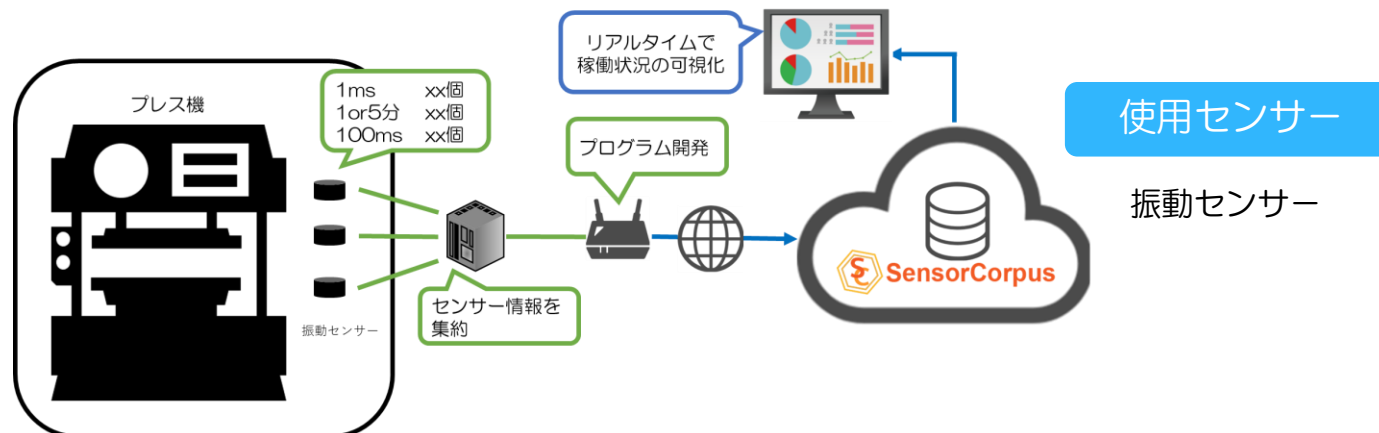 リアルタイムで
稼働状況の可視化
プレス機
1ms xx個
1or5分 xx個
100ms xx個
プログラム開発
使用センサー
振動センサー
SC SensorCorpus
センサー情報を
集約
振動センサー